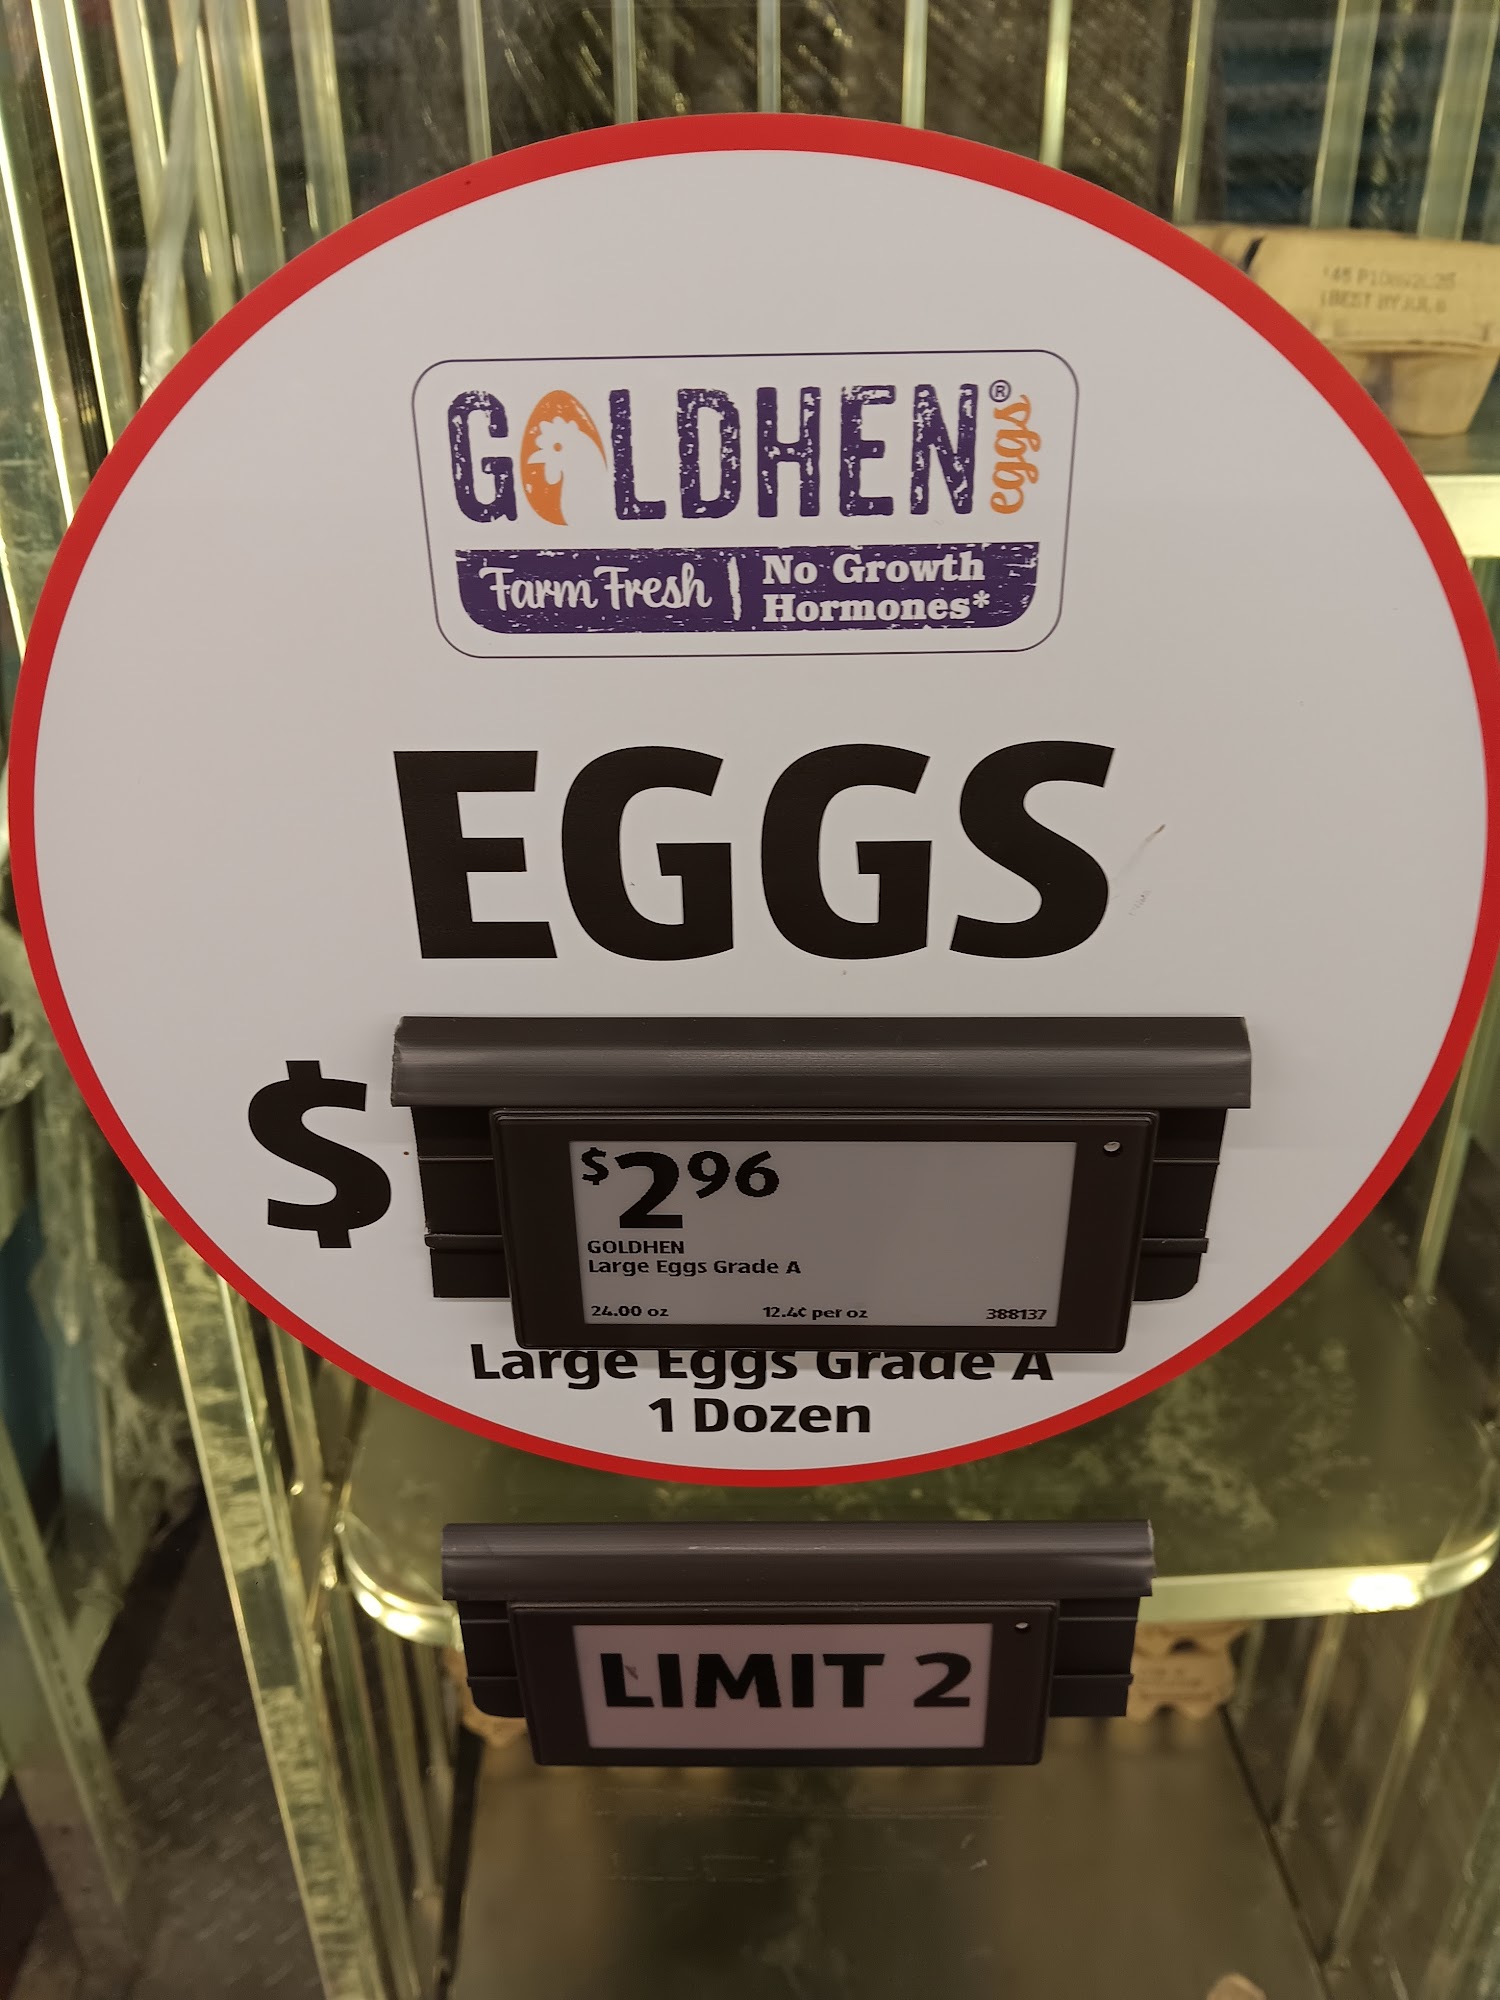 GOLDHEN® eggs
Farm Fresh | No Growth
Hormones*
EGGS
$
$2 96
GOLDHEN
Large Eggs Grade A
24.00 oz 12.4¢ per oz 388137
Large Eggs Grade A
1 Dozen
LIMIT 2